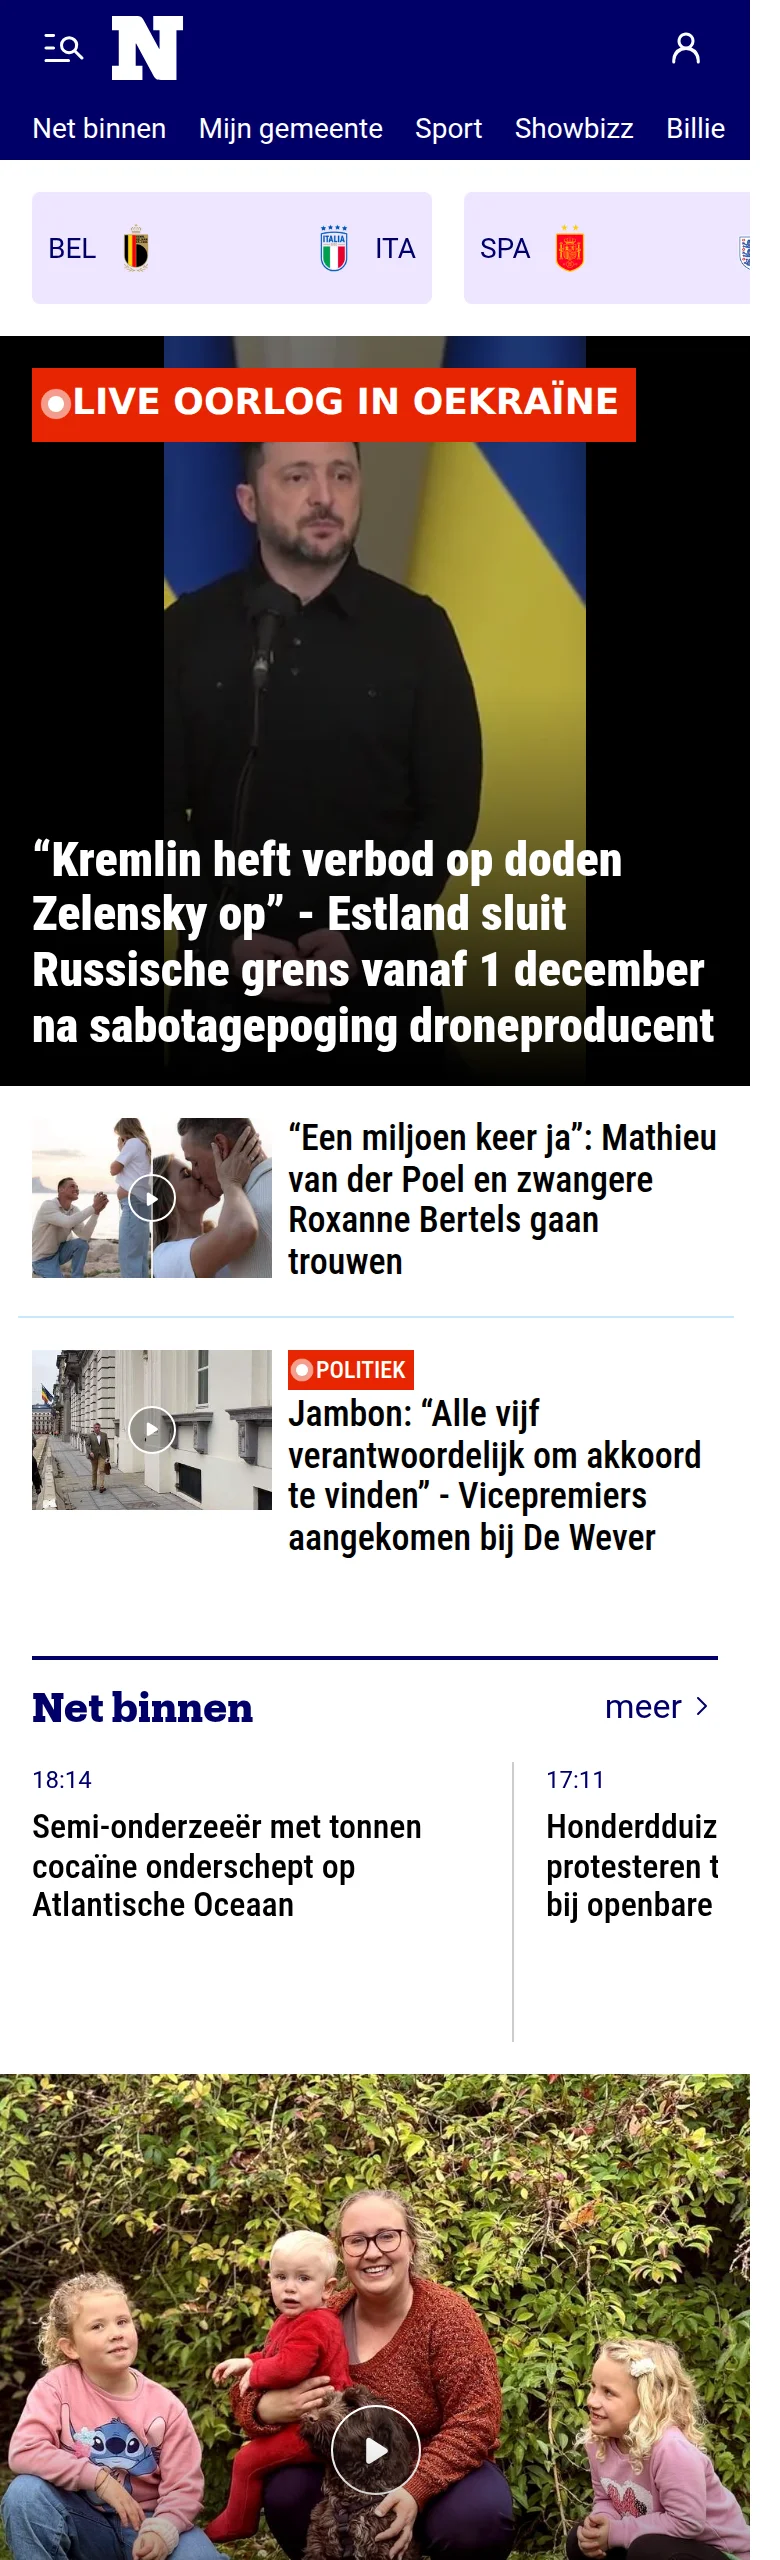 N
Net binnen Mijn gemeente Sport Showbizz Billie
BEL ITALIA ITA SPA
LIVE OORLOG IN OEKRAÏNE
“Kremlin heft verbod op doden
Zelensky op” - Estland sluit
Russische grens vanaf 1 december
na sabotagepoging droneproducent
“Een miljoen keer ja”: Mathieu
van der Poel en zwangere
Roxanne Bertels gaan
trouwen
POLITIEK
Jambon: “Alle vijf
verantwoordelijk om akkoord
te vinden” - Vicepremiers
aangekomen bij De Wever
Net binnen meer
18:14
Semi-onderzeeër met tonnen
cocaïne onderschept op
Atlantische Oceaan
17:11
Honderdduiz
protesteren t
bij openbare